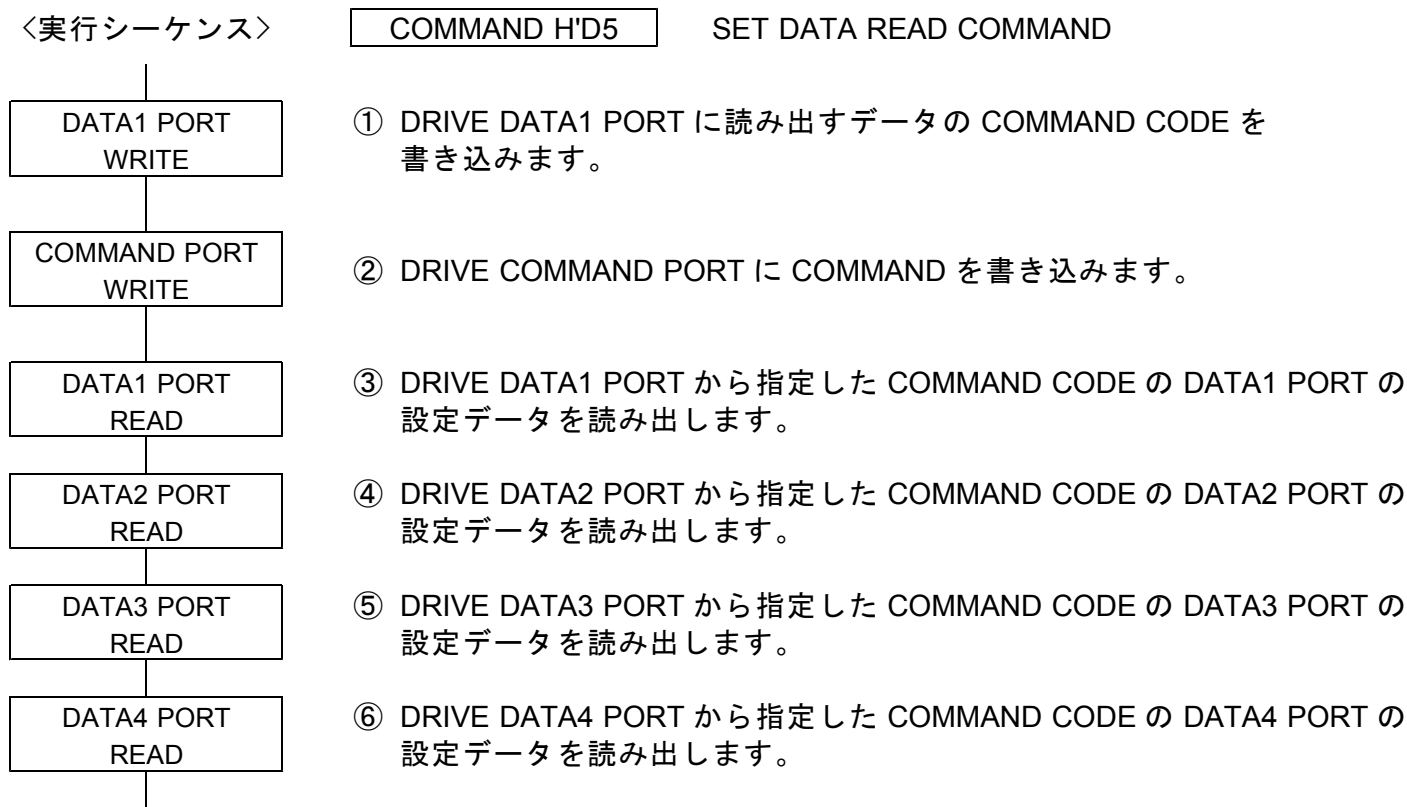 〈実行シーケンス〉 COMMAND H'D5 SET DATA READ COMMAND
DATA1 PORT
WRITE
① DRIVE DATA1 PORT に読み出すデータの COMMAND CODE を
書き込みます。
COMMAND PORT
WRITE
② DRIVE COMMAND PORT に COMMAND を書き込みます。
DATA1 PORT
READ
③ DRIVE DATA1 PORT から指定した COMMAND CODE の DATA1 PORT の
設定データを読み出します。
DATA2 PORT
READ
④ DRIVE DATA2 PORT から指定した COMMAND CODE の DATA2 PORT の
設定データを読み出します。
DATA3 PORT
READ
⑤ DRIVE DATA3 PORT から指定した COMMAND CODE の DATA3 PORT の
設定データを読み出します。
DATA4 PORT
READ
⑥ DRIVE DATA4 PORT から指定した COMMAND CODE の DATA4 PORT の
設定データを読み出します。